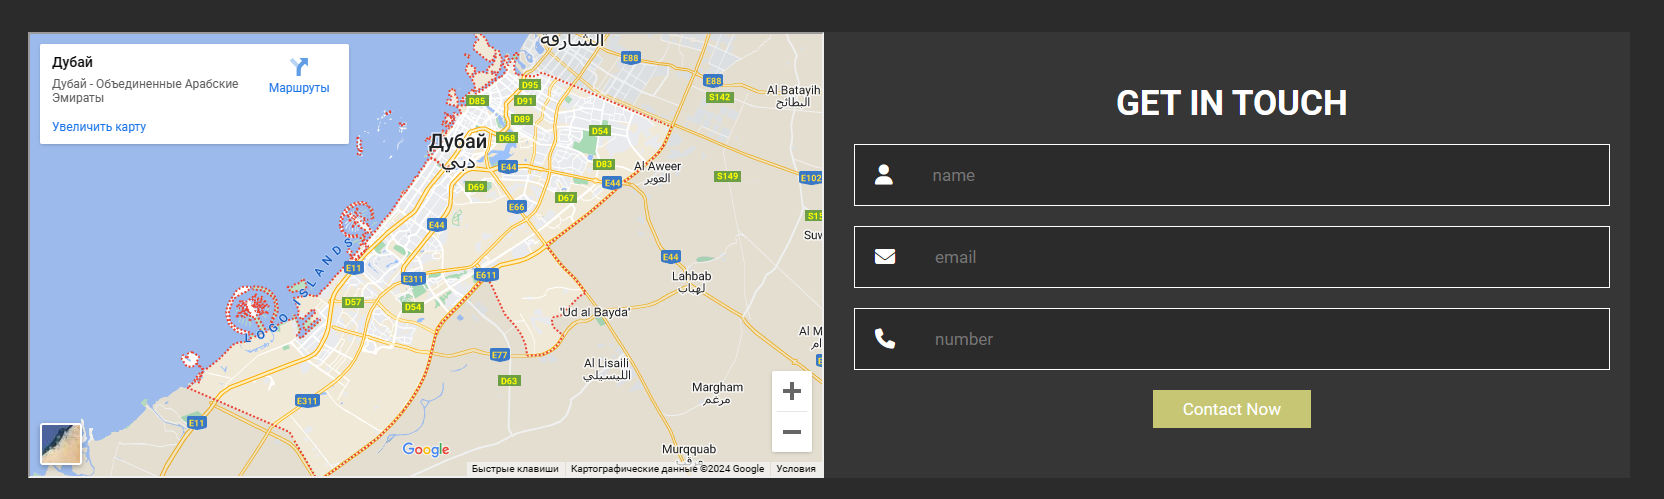 Дубай
Дубай - Объединенные Арабские
Эмираты
Маршруты
Увеличить карту
الشارقة
E88
E88
S142
Al Batayih
البطائح
D95
D85
D91
D89
D54
D68
Дубай
دبي
E44
D83
Al Aweer
العوير
E44
S149
E102
D69
D67
E66
E44
E44
E11
LOGO ISLANDS
E311
E611
Lahbab
لهباب
D57
D54
'Ud al Bayda'
E77
Al Lisaili
الليسيلي
D63
Margham
مرغم
E311
E11
Murqquab
Google
Быстрые клавиши
Картографические данные ©2024 Google
Условия
GET IN TOUCH
name
email
number
Contact Now